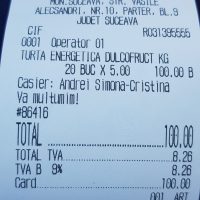 MUN.SUCEAVA, STR. VASILE
ALECSANDRI, NR.10, PARTER, BL.9
JUDET SUCEAVA
CIF R031385555
0001 Operator 01
TURTA ENERGETICA DULCOFRUCT KG
20 BUC X 5.00 100.00 B
Casier: Andrei Simona-Cristina
Va multumim!
#86416
TOTAL 100.00
TOTAL TVA 8.26
TVA B 9% 8.26
Card 100.00
001 ART